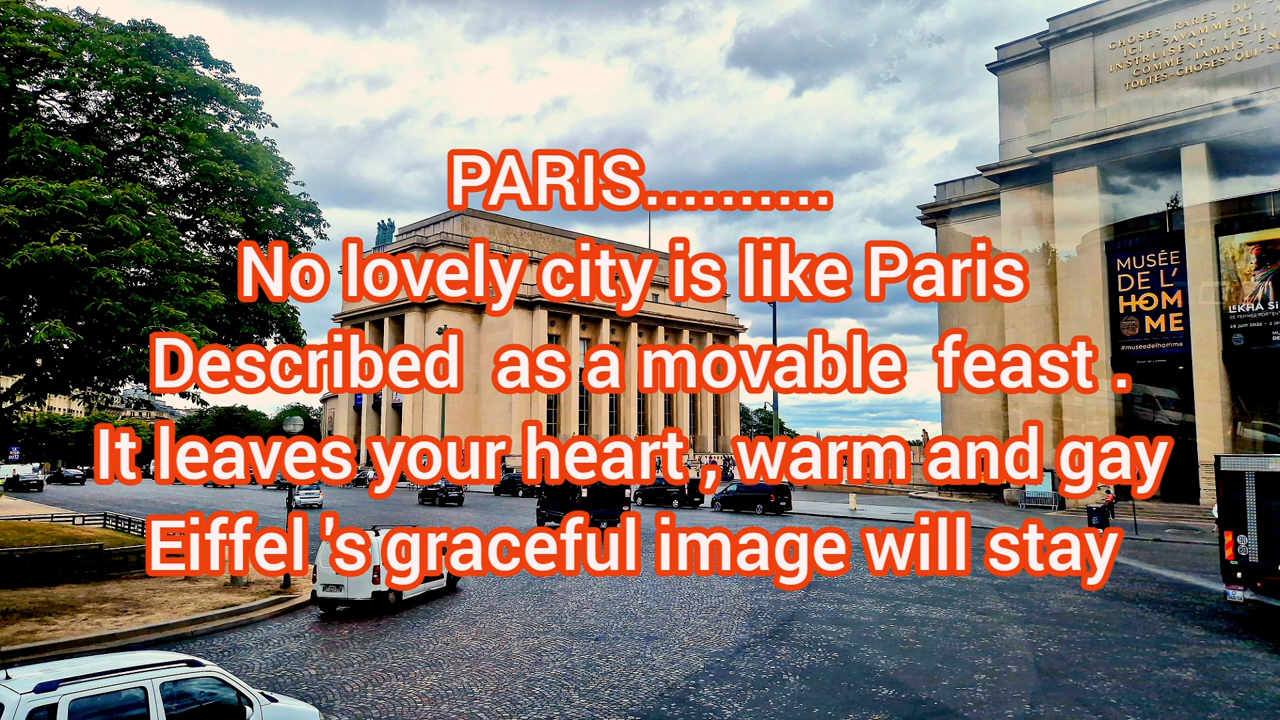 CHOSES · RARES · OU ·
ICI · SAVAMMENT ·
INSTRUISENT · L'ŒIL ·
COMME · JAMAIS · EN
TOUTES · CHOSES · QUI ·
PARIS..........
No lovely city is like Paris
Described as a movable feast .
It leaves your heart , warm and gay
Eiffel 's graceful image will stay
MUSÉE
DE L'
HOM
ME
#museedelhomme